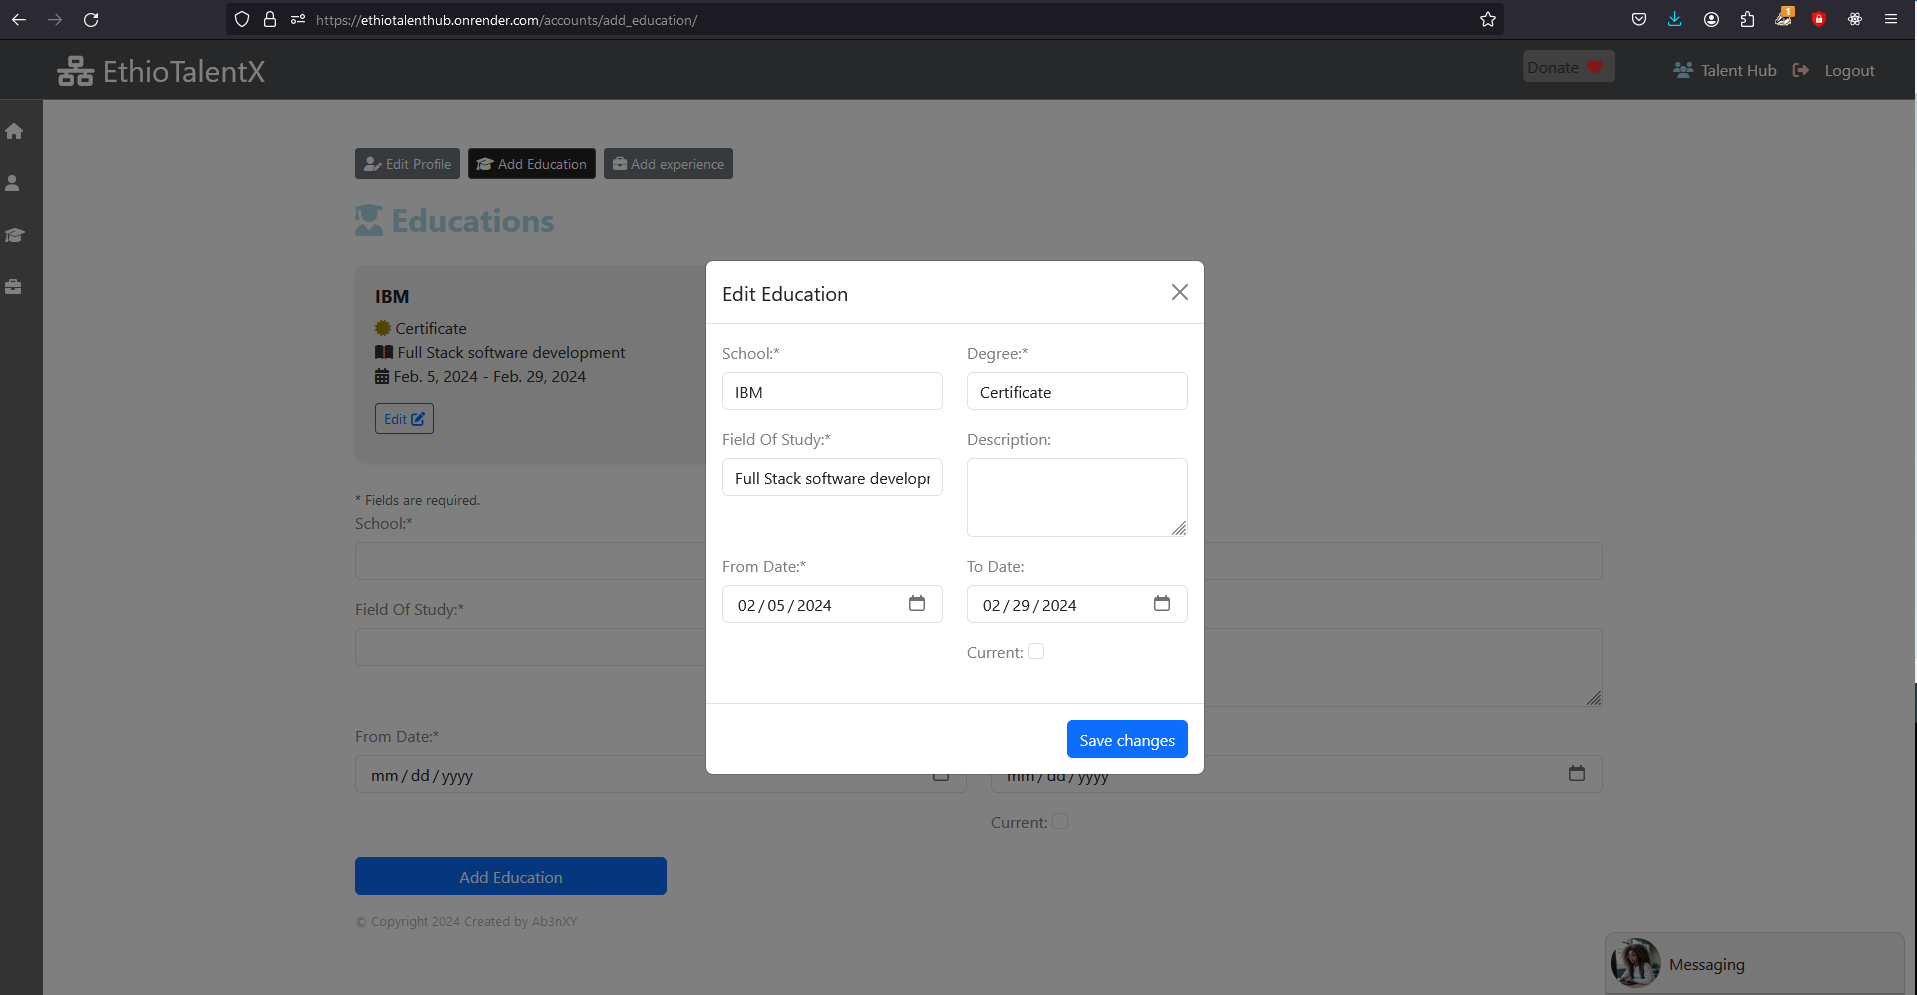 https://ethiotalenthub.onrender.com/accounts/add_education/
1
EthioTalentX
Donate
Talent Hub
Logout
Edit Profile
Add Education
Add experience
Educations
IBM
Certificate
Full Stack software development
Feb. 5, 2024 - Feb. 29, 2024
Edit
* Fields are required.
School:*
Field Of Study:*
From Date:*
mm/dd/yyyy
mm/dd/yyyy
Current:
Add Education
© Copyright 2024 Created by Ab3nXY
Edit Education
School:*
Degree:*
IBM
Certificate
Field Of Study:*
Description:
Full Stack software develop
From Date:*
To Date:
02/05/2024
02/29/2024
Current:
Save changes
Messaging